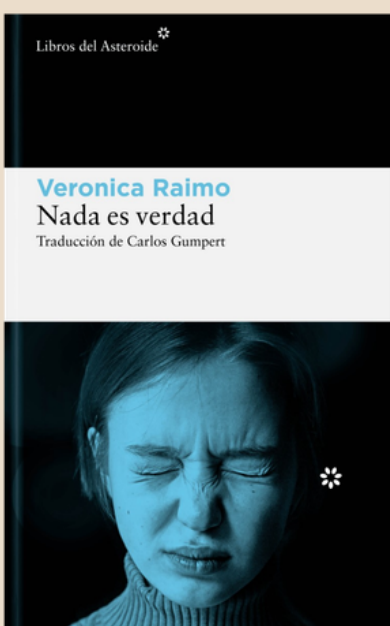 Libros del Asteroide
Veronica Raimo
Nada es verdad
Traducción de Carlos Gumpert